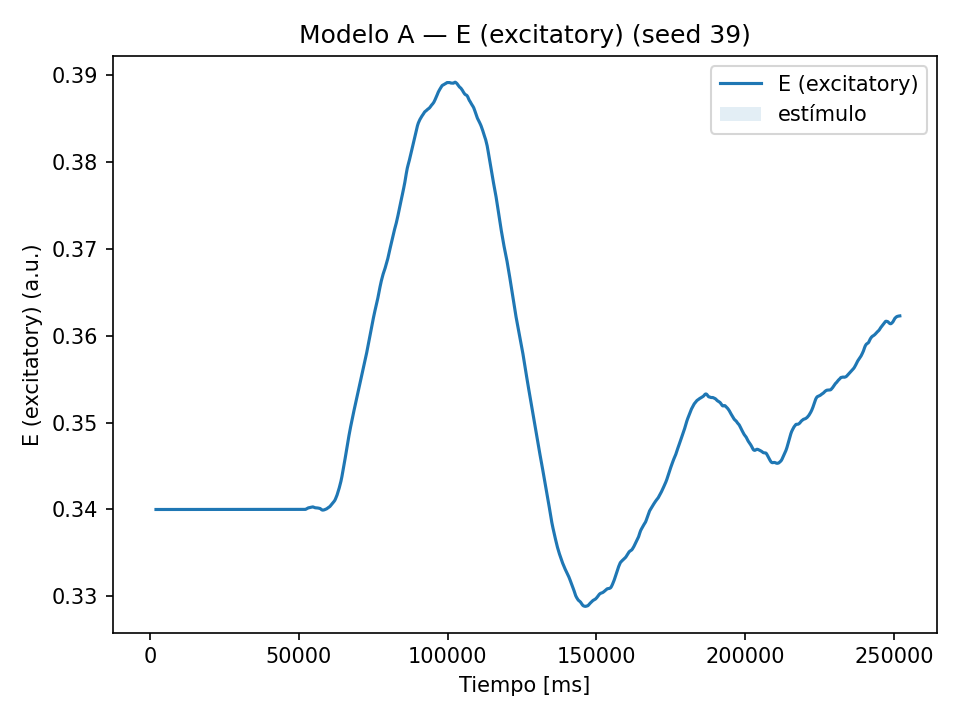 Modelo A — E (excitatory) (seed 39)
E (excitatory)
estímulo
E (excitatory) (a.u.)
0.39
0.38
0.37
0.36
0.35
0.34
0.33
0
50000
100000
150000
200000
250000
Tiempo [ms]